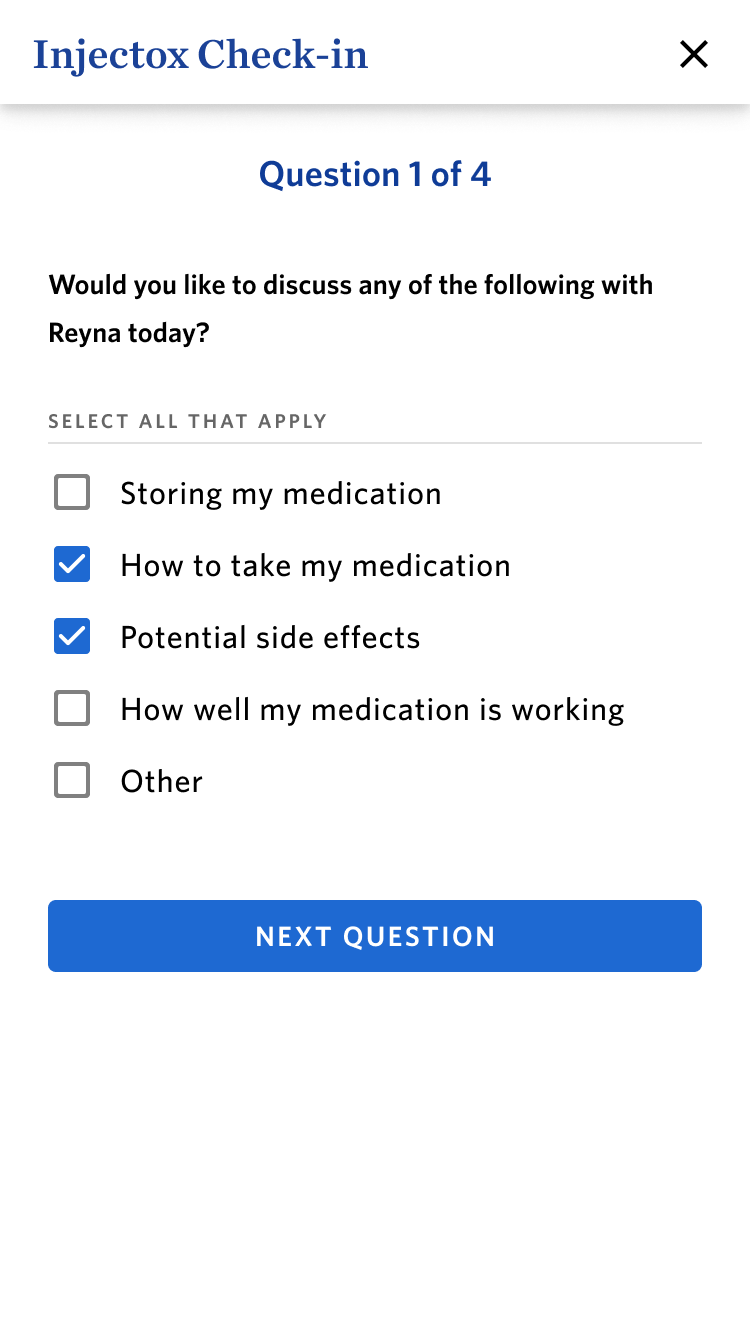 Injectox Check-in
Question 1 of 4
Would you like to discuss any of the following with
Reyna today?
SELECT ALL THAT APPLY
Storing my medication
How to take my medication
Potential side effects
How well my medication is working
Other
NEXT QUESTION